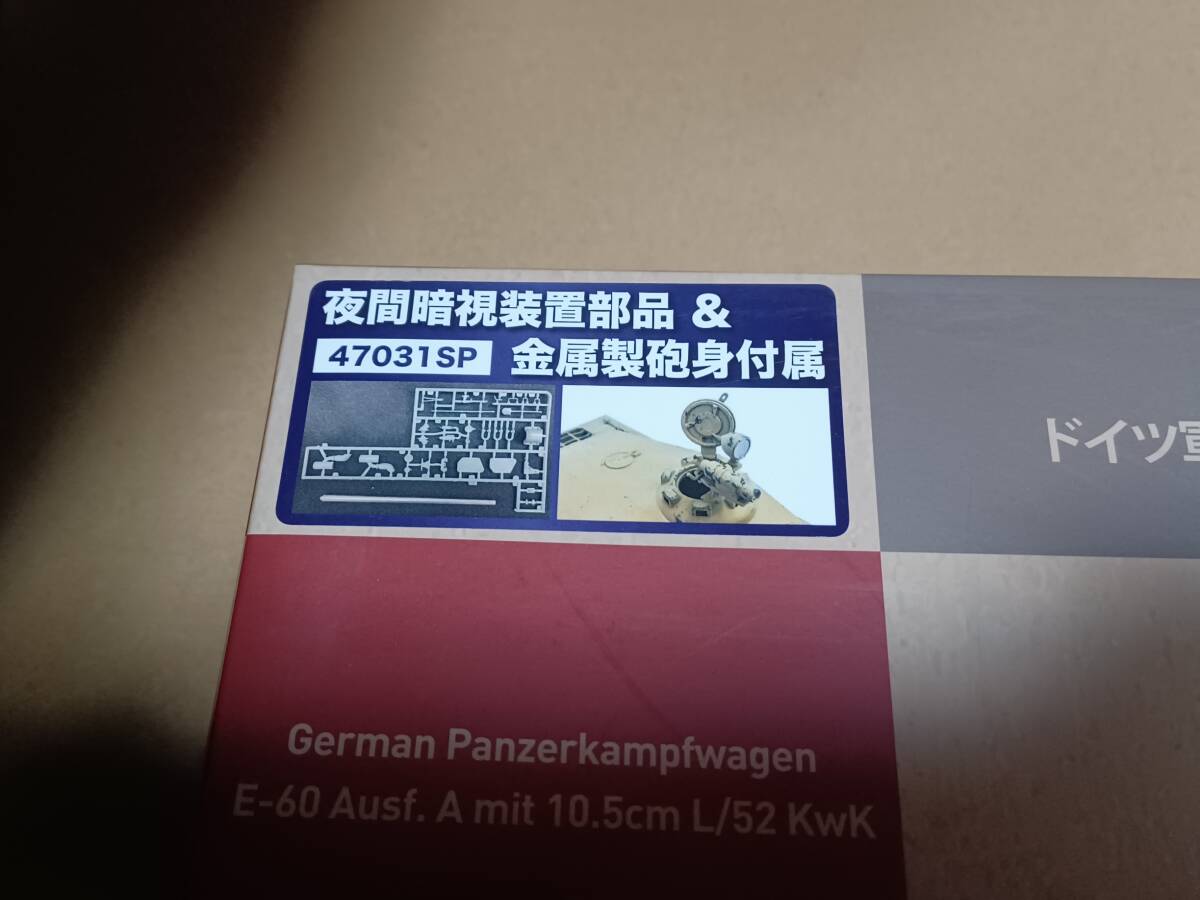 夜間暗視装置部品 &
47031SP 金属製砲身付属
ドイツ軍
German Panzerkampfwagen
E-60 Ausf. A mit 10.5cm L/52 KwK